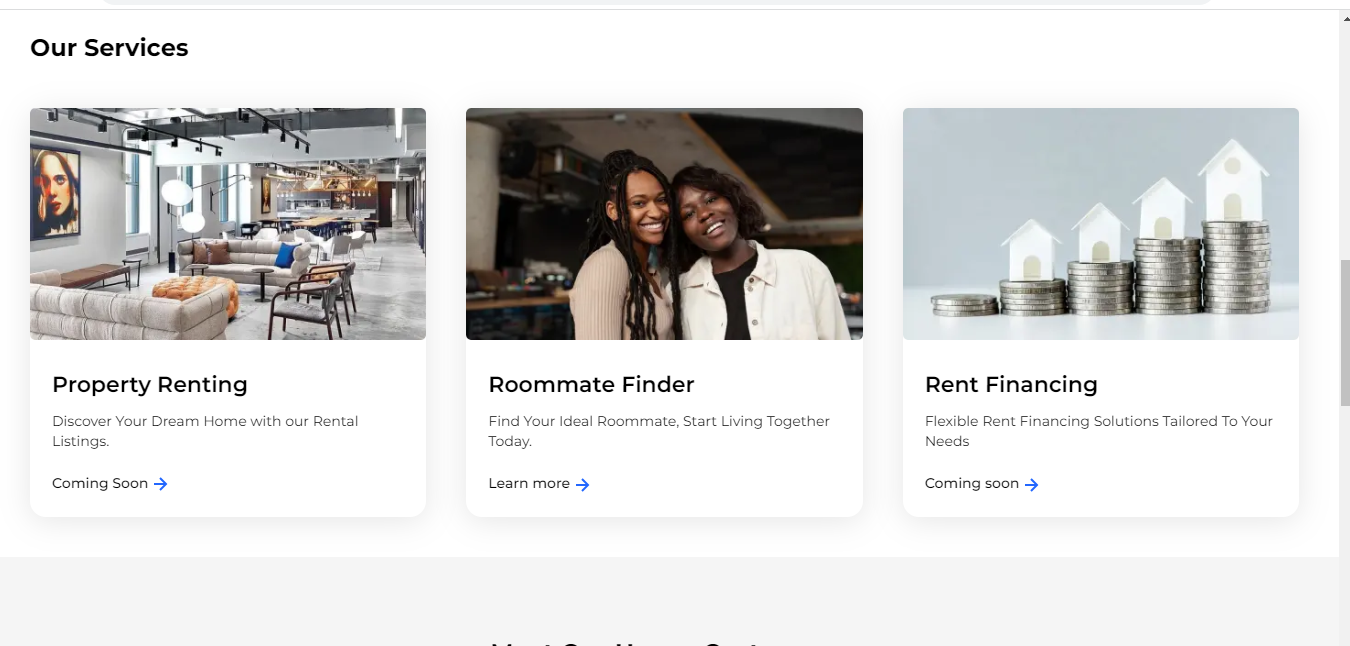 Our Services
Property Renting
Discover Your Dream Home with our Rental
Listings.
Coming Soon
Roommate Finder
Find Your Ideal Roommate, Start Living Together
Today.
Learn more
Rent Financing
Flexible Rent Financing Solutions Tailored To Your
Needs
Coming soon